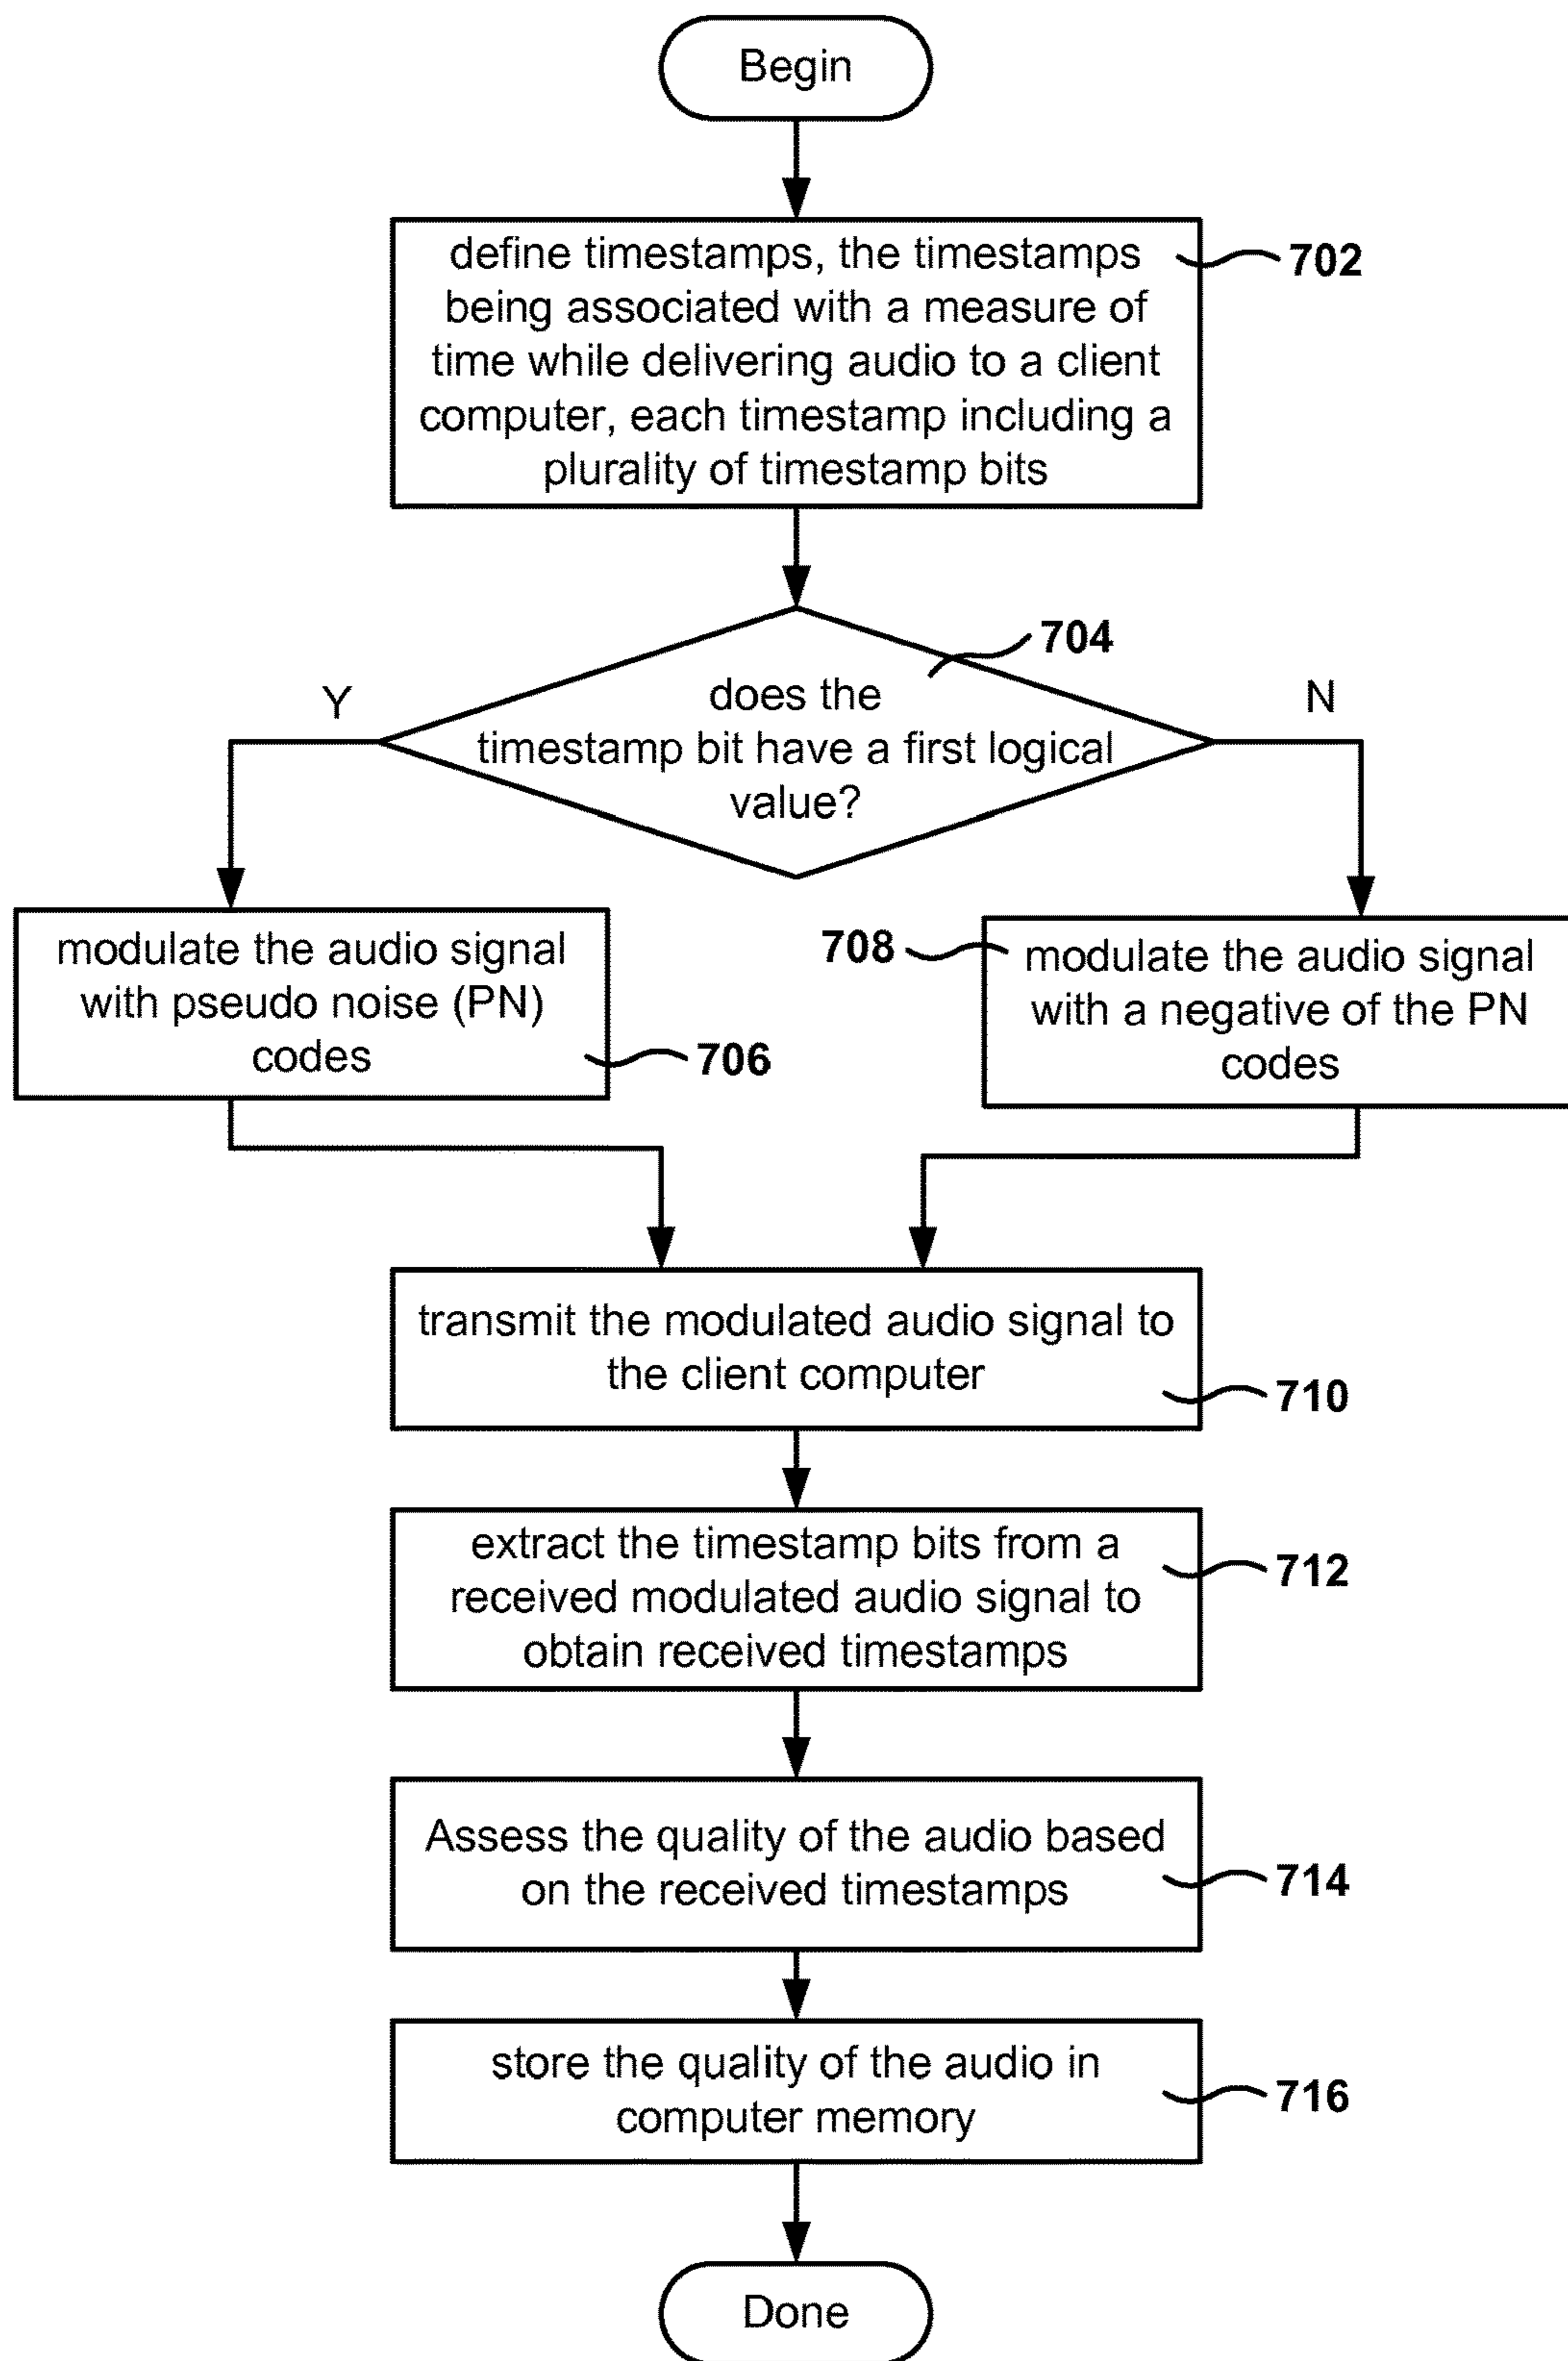 Begin
define timestamps, the timestamps
being associated with a measure of
time while delivering audio to a client
computer, each timestamp including a
plurality of timestamp bits
702
704
does the
timestamp bit have a first logical
value?
Y
N
modulate the audio signal
with pseudo noise (PN)
codes
706
708
modulate the audio signal
with a negative of the PN
codes
transmit the modulated audio signal to
the client computer
710
extract the timestamp bits from a
received modulated audio signal to
obtain received timestamps
712
Assess the quality of the audio based
on the received timestamps
714
store the quality of the audio in
computer memory
716
Done